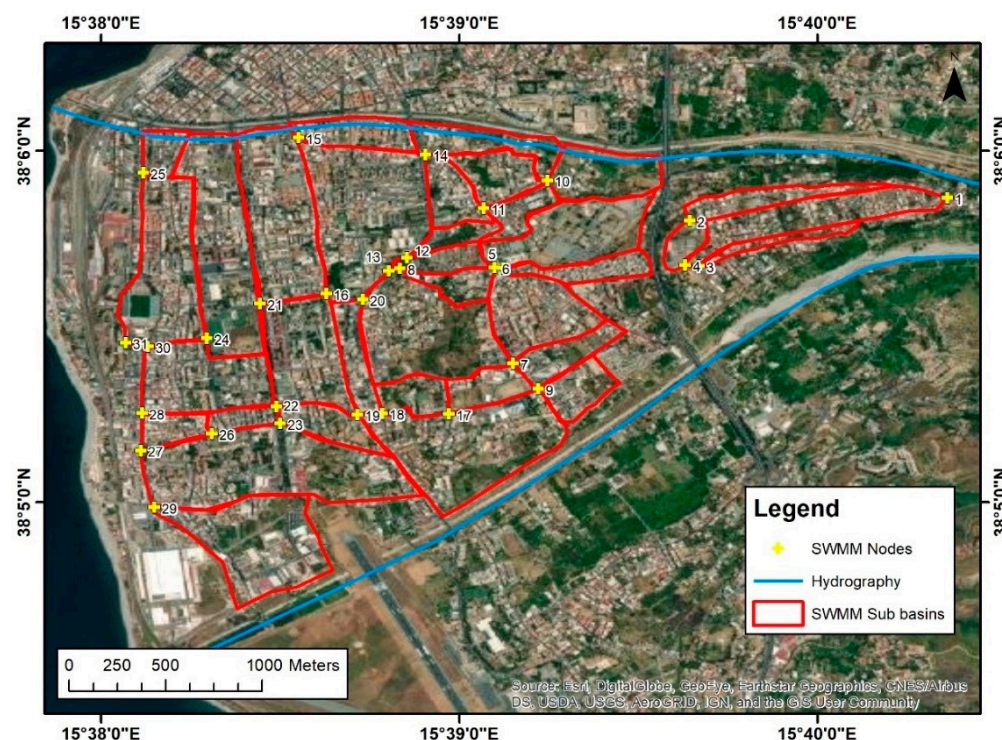 15°38'0"E 15°39'0"E 15°40'0"E
N
38°6'0"N 38°6'0"N
15
14
25
10
1
11
2
12
5
13
8
6
4 3
16
20
21
24
31
30
7
9
22
28
19
18
17
23
26
27
38°5'0"N 38°5'0"N
29
Legend
SWMM Nodes
Hydrography
SWMM Sub basins
0 250 500 1000 Meters
Source: Esri, DigitalGlobe, GeoEye, Earthstar Geographics, CNES/Airbus
DS, USDA, USGS, AeroGRID, IGN, and the GIS User Community
15°38'0"E 15°39'0"E 15°40'0"E